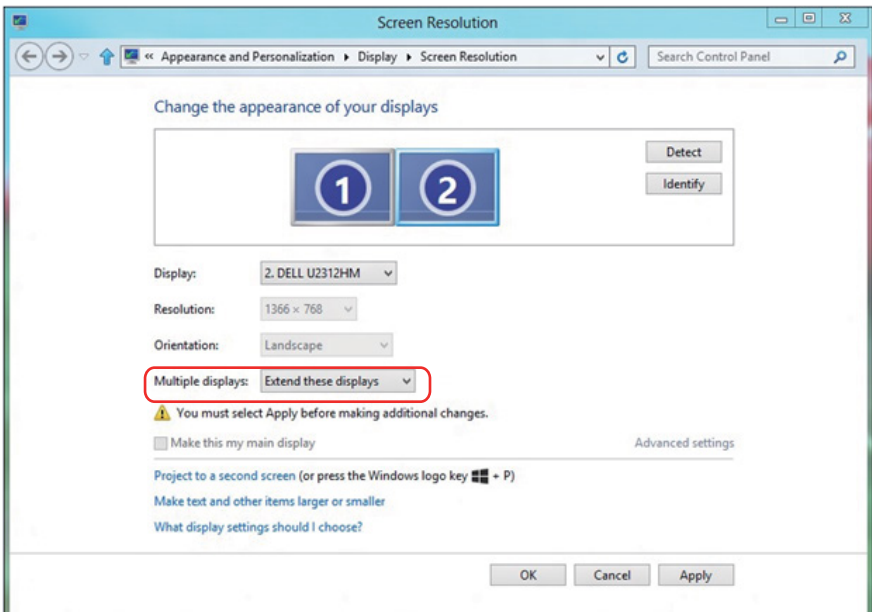 Screen Resolution
« Appearance and Personalization ▸ Display ▸ Screen Resolution
Search Control Panel
Change the appearance of your displays
1 2
Detect
Identify
Display: 2. DELL U2312HM
Resolution: 1366 × 768
Orientation: Landscape
Multiple displays: Extend these displays
You must select Apply before making additional changes.
Make this my main display
Advanced settings
Project to a second screen (or press the Windows logo key + P)
Make text and other items larger or smaller
What display settings should I choose?
OK Cancel Apply